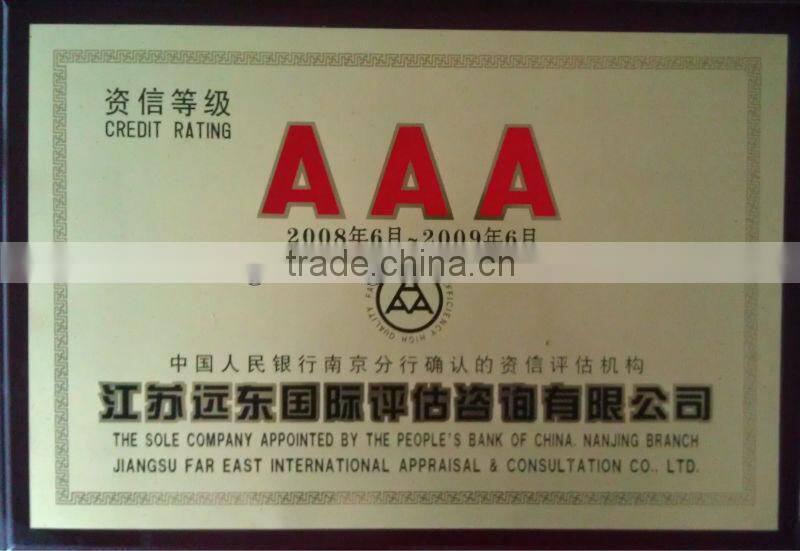 资信等级
CREDIT RATING
AAA
2008年6月~2009年6月
trade.china.cn
中国人民银行南京分行确认的资信评估机构
江苏远东国际评估咨询有限公司
THE SOLE COMPANY APPOINTED BY THE PEOPLE'S BANK OF CHINA. NANJING BRANCH
JIANGSU FAR EAST INTERNATIONAL APPRAISAL & CONSULTATION CO., LTD.